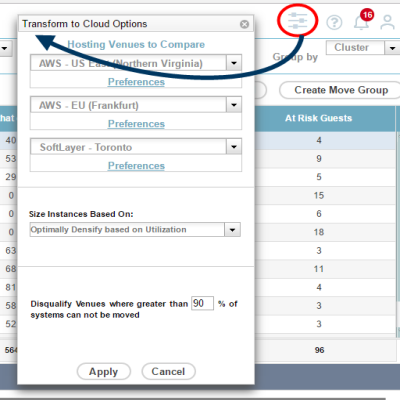 Transform to Cloud Options
16
Hosting Venues to Compare
Group by
Cluster
AWS - US East (Northern Virginia)
Preferences
Create Move Group
AWS - EU (Frankfurt)
Preferences
At Risk Guests
SoftLayer - Toronto
Preferences
40 4
53 9
29 5
0 15
0 6
0 18
63 3
68 11
81 4
58 3
52 3
564 96
Size Instances Based On:
Optimally Densify based on Utilization
Disqualify Venues where greater than 90 % of
systems can not be moved
Apply Cancel